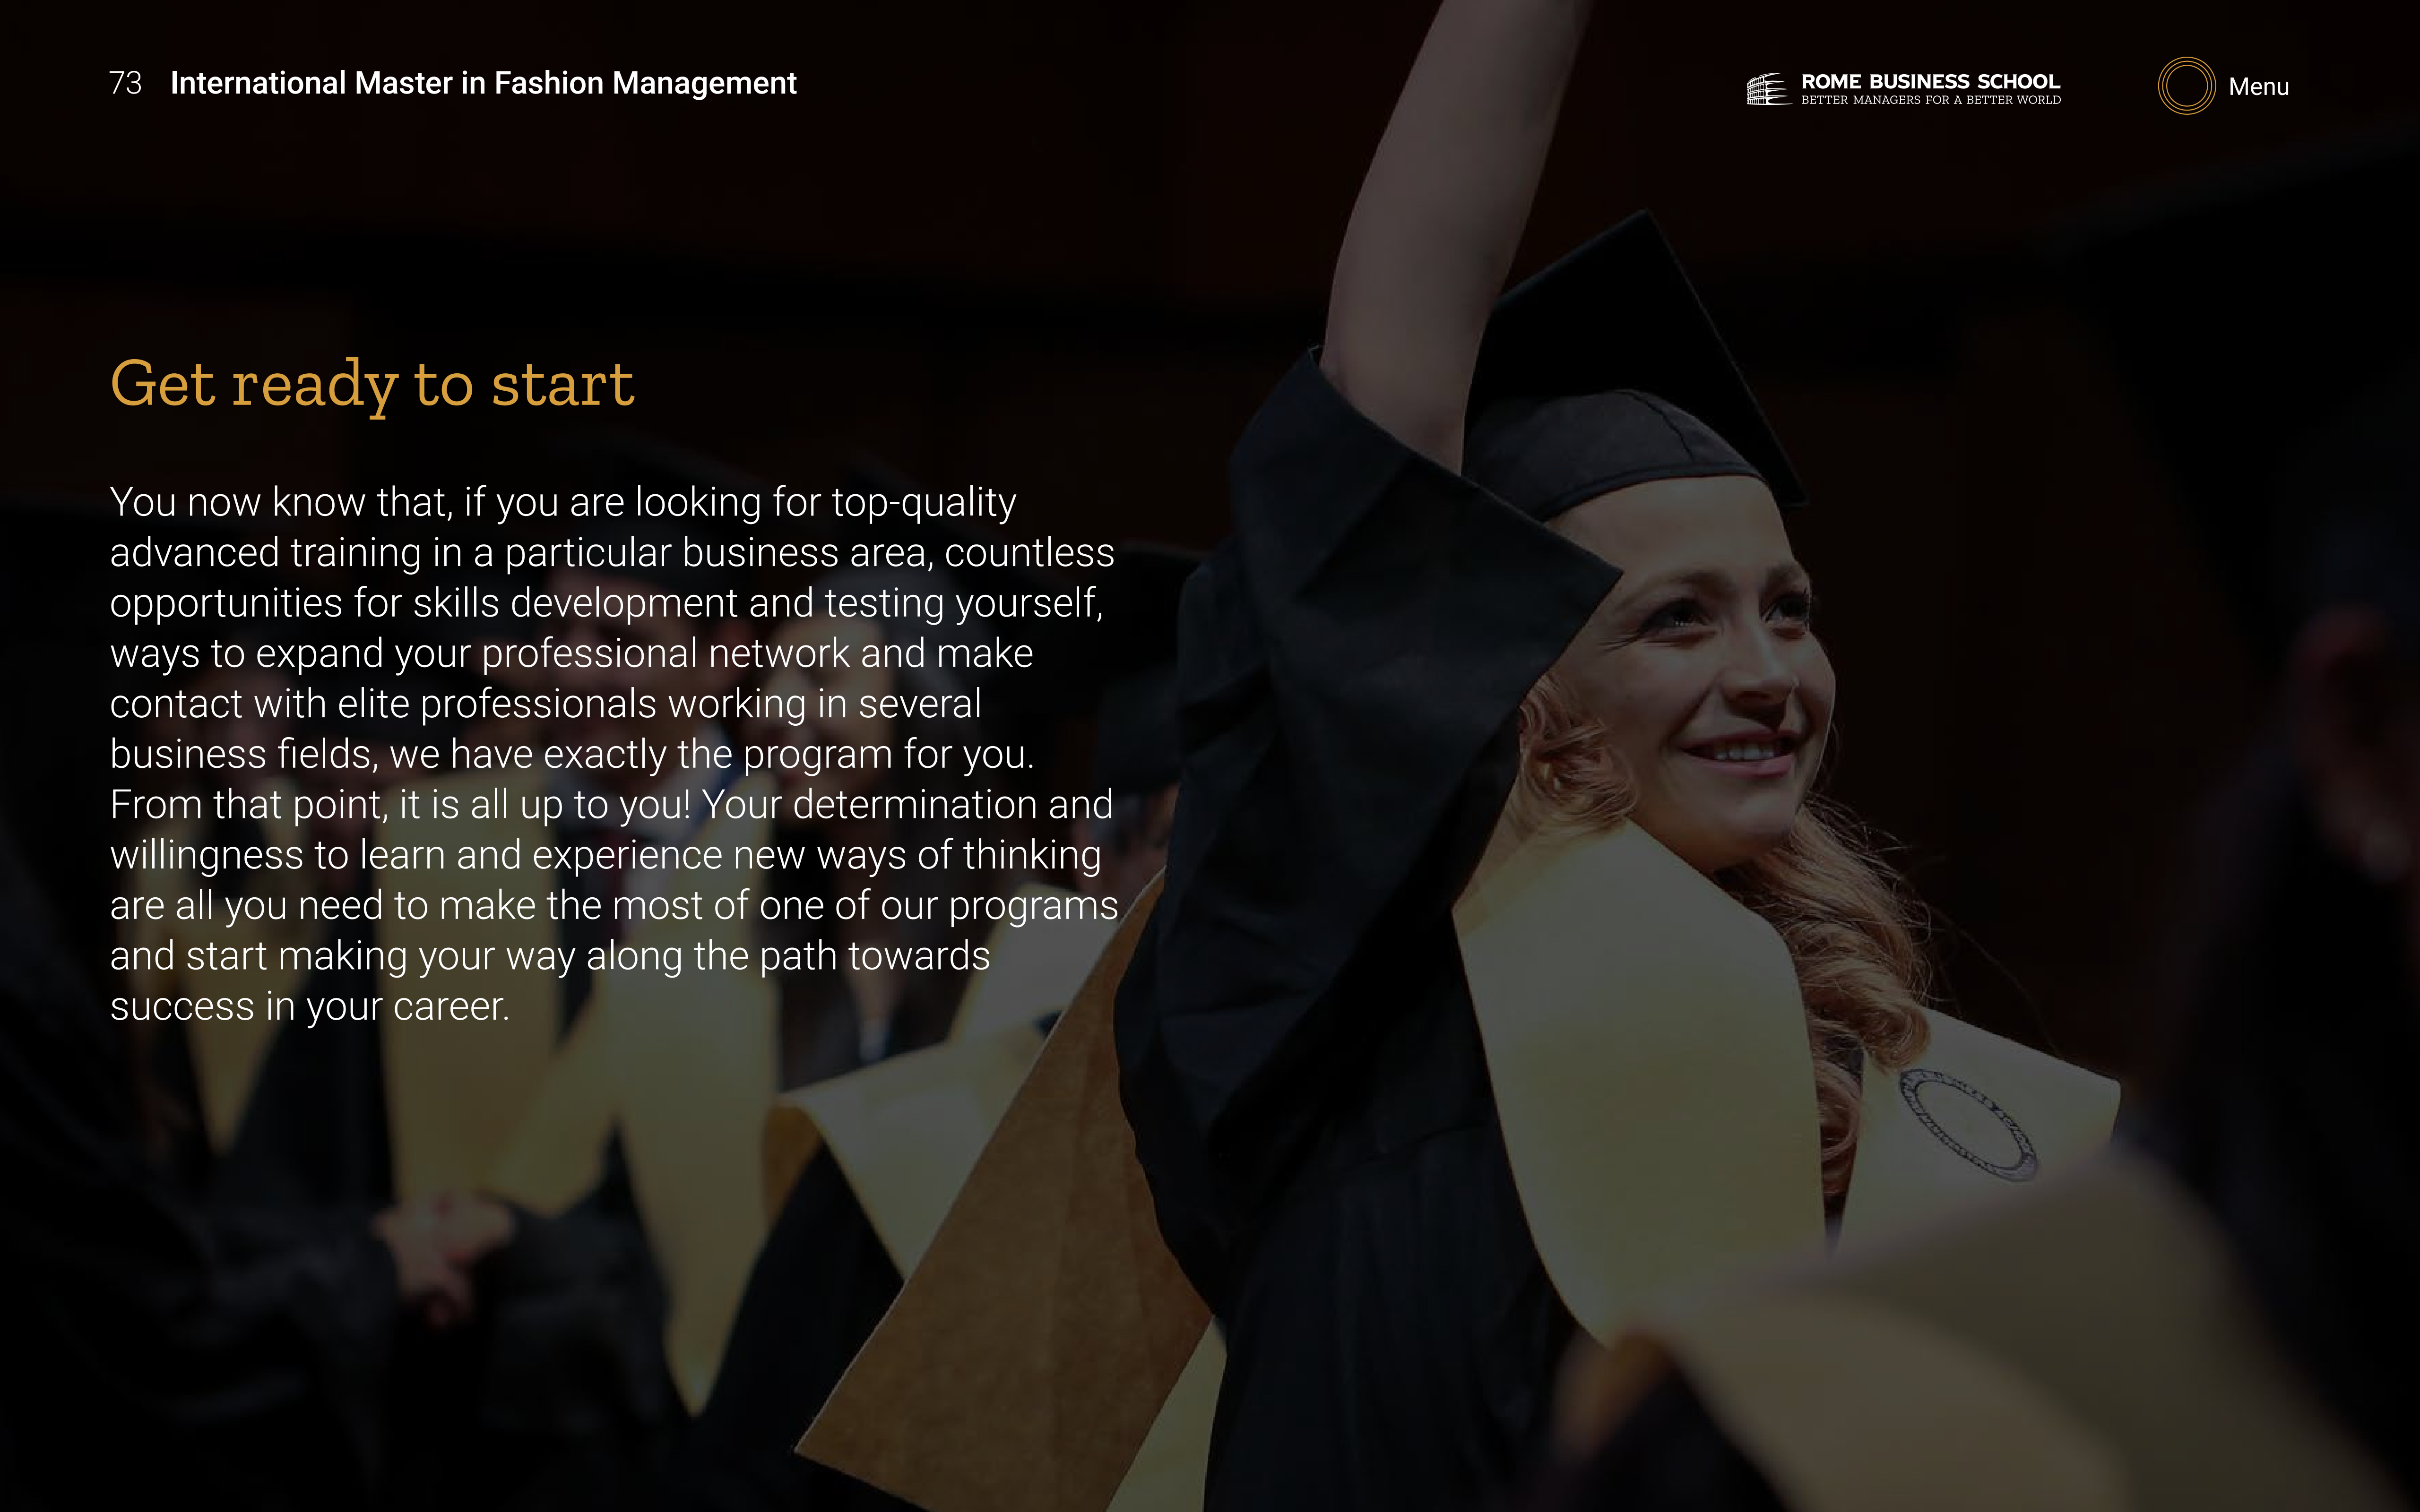 73 International Master in Fashion Management
ROME BUSINESS SCHOOL
BETTER MANAGERS FOR A BETTER WORLD
Menu
Get ready to start
You now know that, if you are looking for top-quality
advanced training in a particular business area, countless
opportunities for skills development and testing yourself,
ways to expand your professional network and make
contact with elite professionals working in several
business fields, we have exactly the program for you.
From that point, it is all up to you! Your determination and
willingness to learn and experience new ways of thinking
are all you need to make the most of one of our programs
and start making your way along the path towards
success in your career.